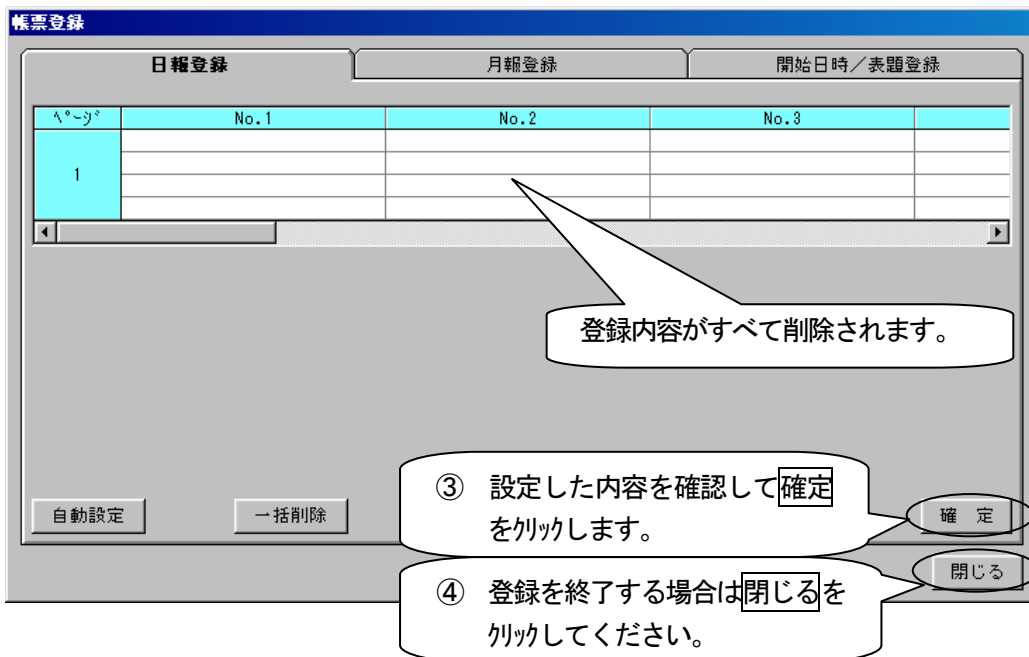 帳票登録
日報登録 月報登録 開始日時／表題登録
ﾍﾟｰｼﾞ No.1 No.2 No.3
1
登録内容がすべて削除されます。
③ 設定した内容を確認して確定
をｸﾘｯｸします。
自動設定 一括削除 確 定
④ 登録を終了する場合は閉じるを
ｸﾘｯｸしてください。
閉じる